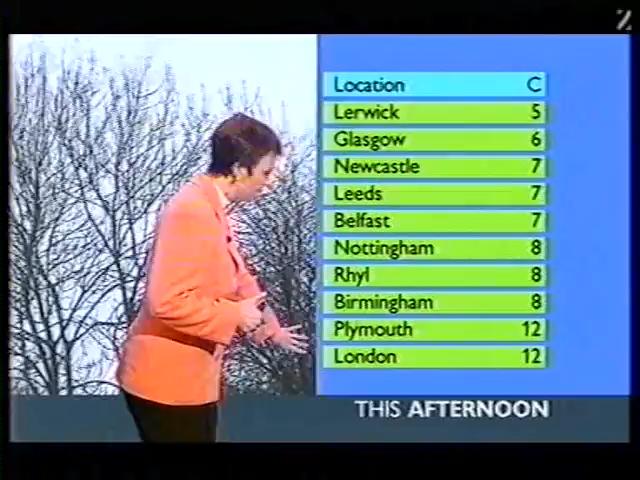 Location C
Lerwick 5
Glasgow 6
Newcastle 7
Leeds 7
Belfast 7
Nottingham 8
Rhyl 8
Birmingham 8
Plymouth 12
London 12
THIS AFTERNOON